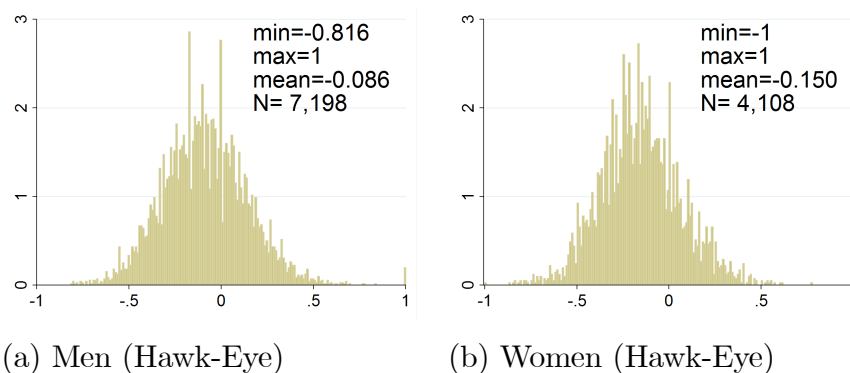 3
2
1
0
-1
-.5
0
.5
1
min=-0.816
max=1
mean=-0.086
N= 7,198
(a) Men (Hawk-Eye)
3
2
1
0
-1
-.5
0
.5
min=-1
max=1
mean=-0.150
N= 4,108
(b) Women (Hawk-Eye)